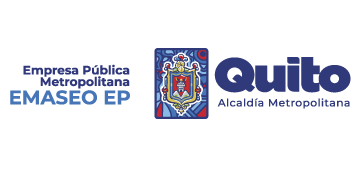 Empresa Pública
Metropolitana
EMASEO EP
Quito
Alcaldía Metropolitana